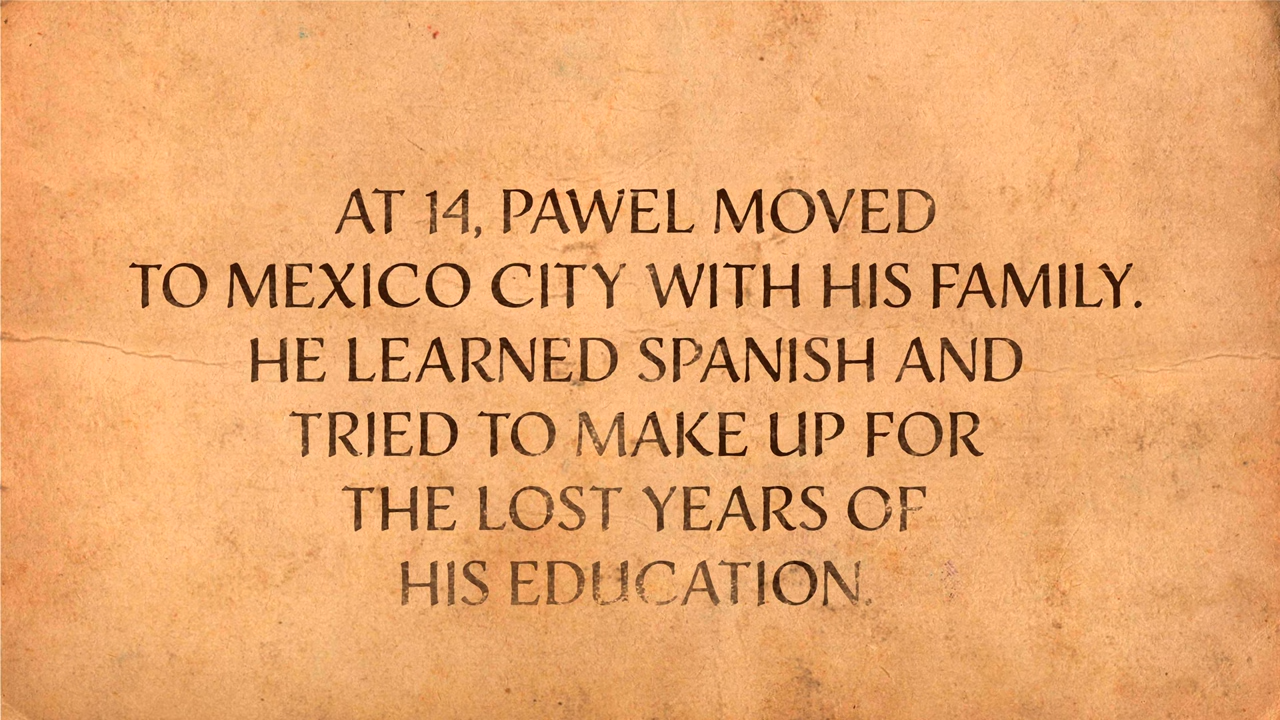 AT 14, PAWEL MOVED
TO MEXICO CITY WITH HIS FAMILY.
HE LEARNED SPANISH AND
TRIED TO MAKE UP FOR
THE LOST YEARS OF
HIS EDUCATION.